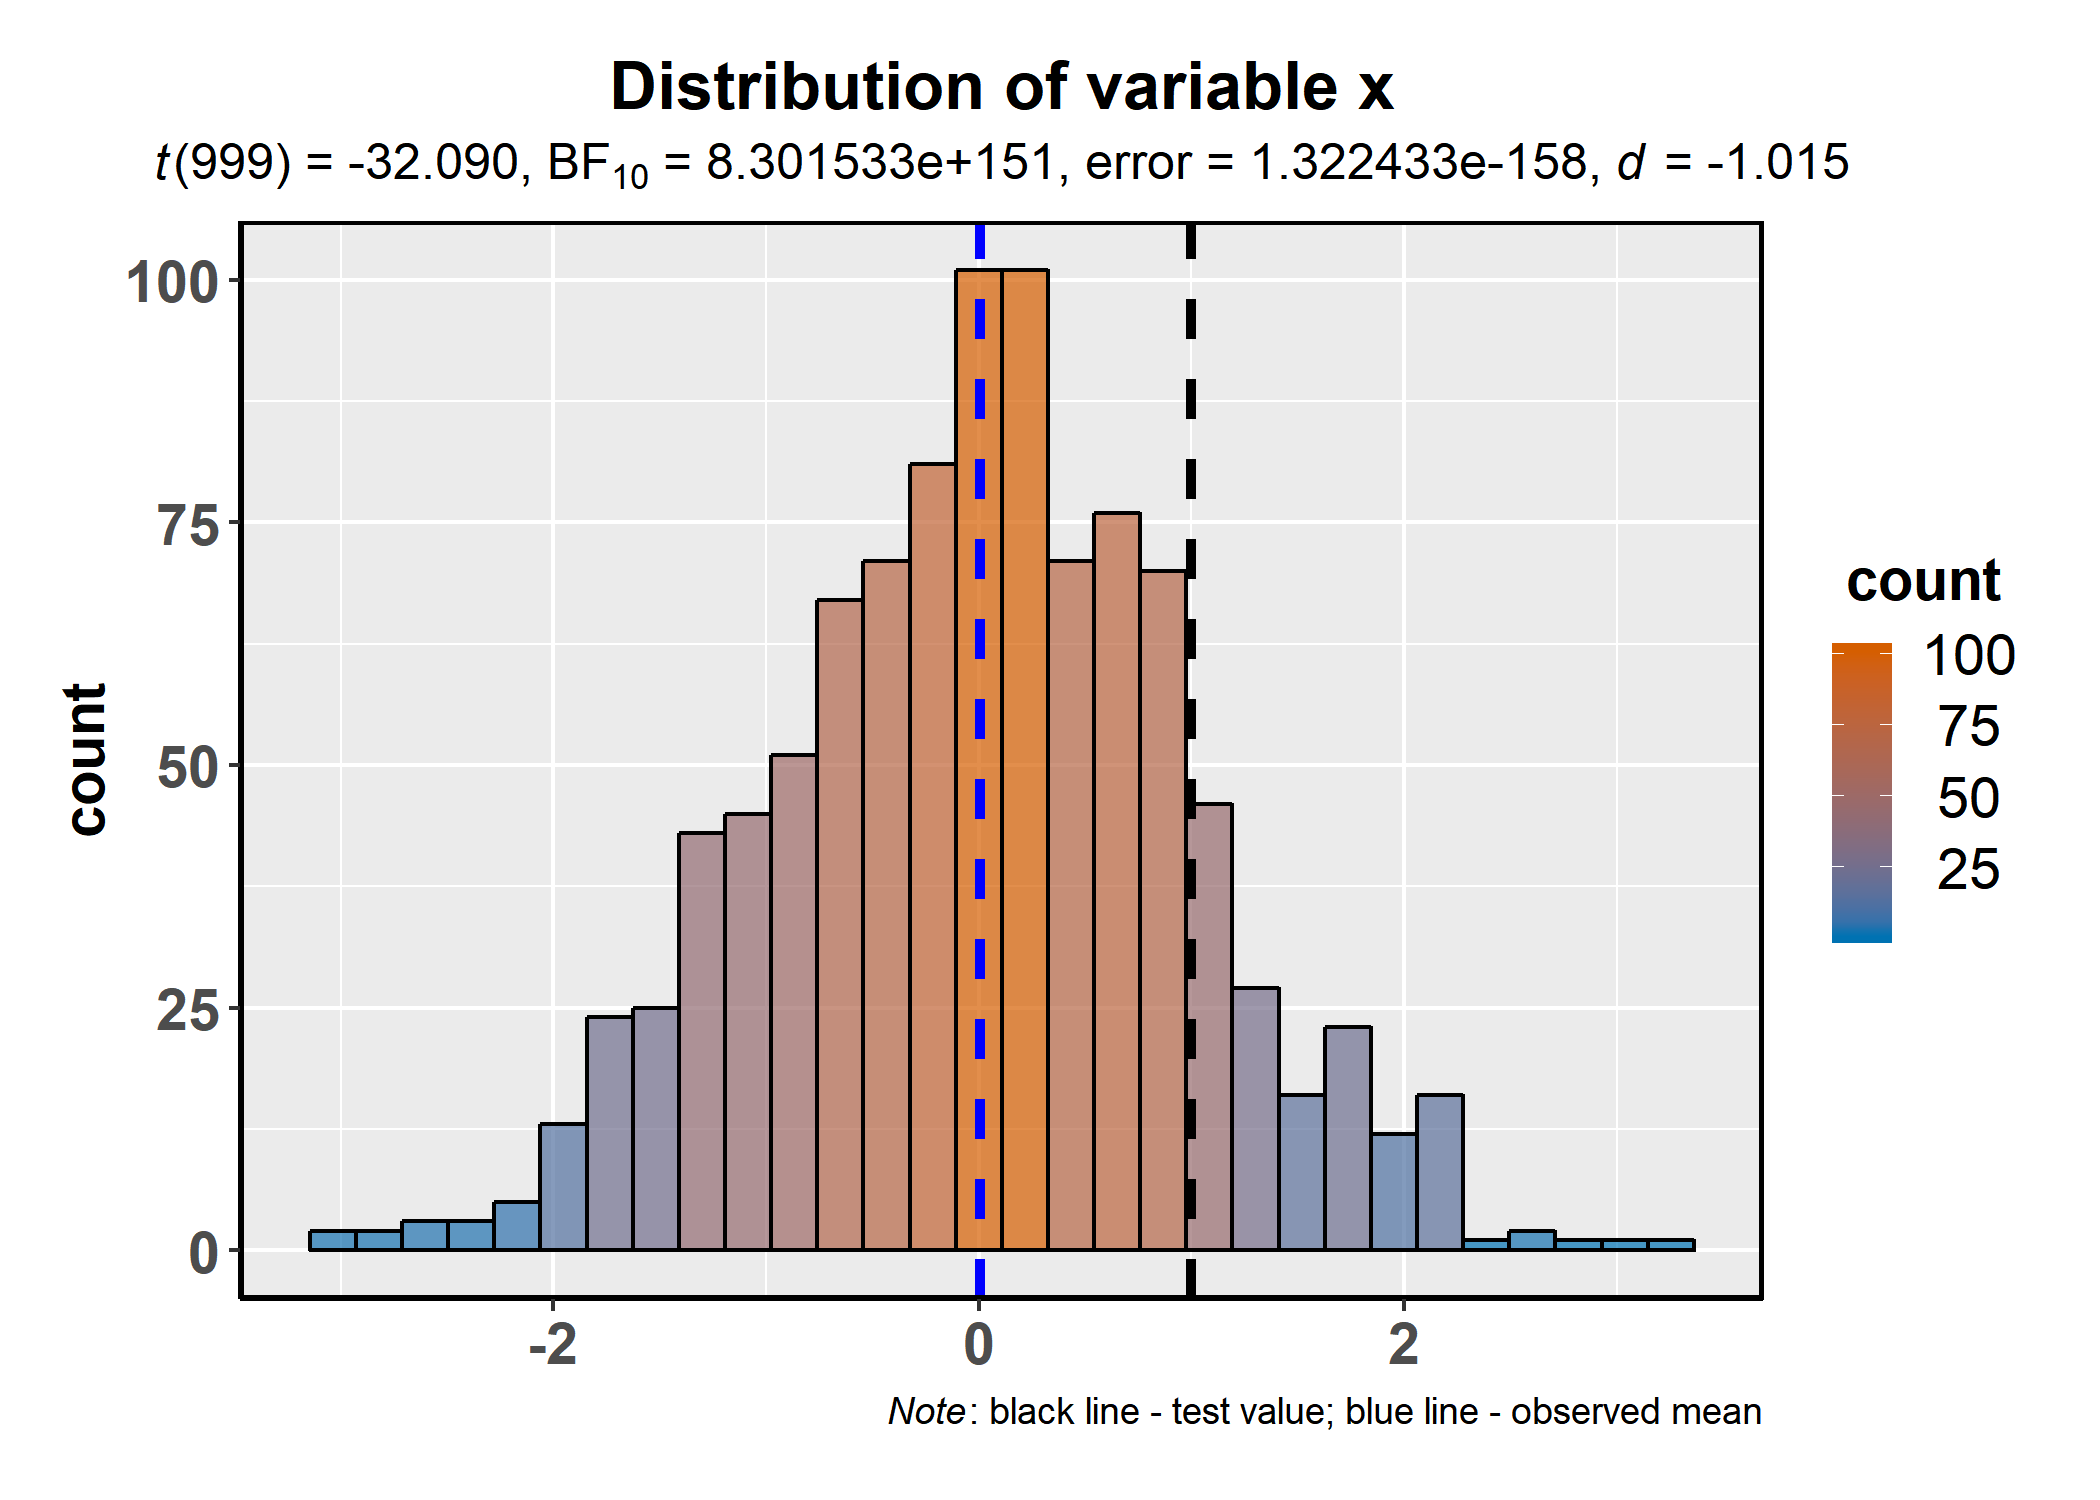 Distribution of variable x
t(999) = -32.090, BF10 = 8.301533e+151, error = 1.322433e-158, d = -1.015
count
100
75
50
25
0
-2
0
2
count
100
75
50
25
Note: black line - test value; blue line - observed mean